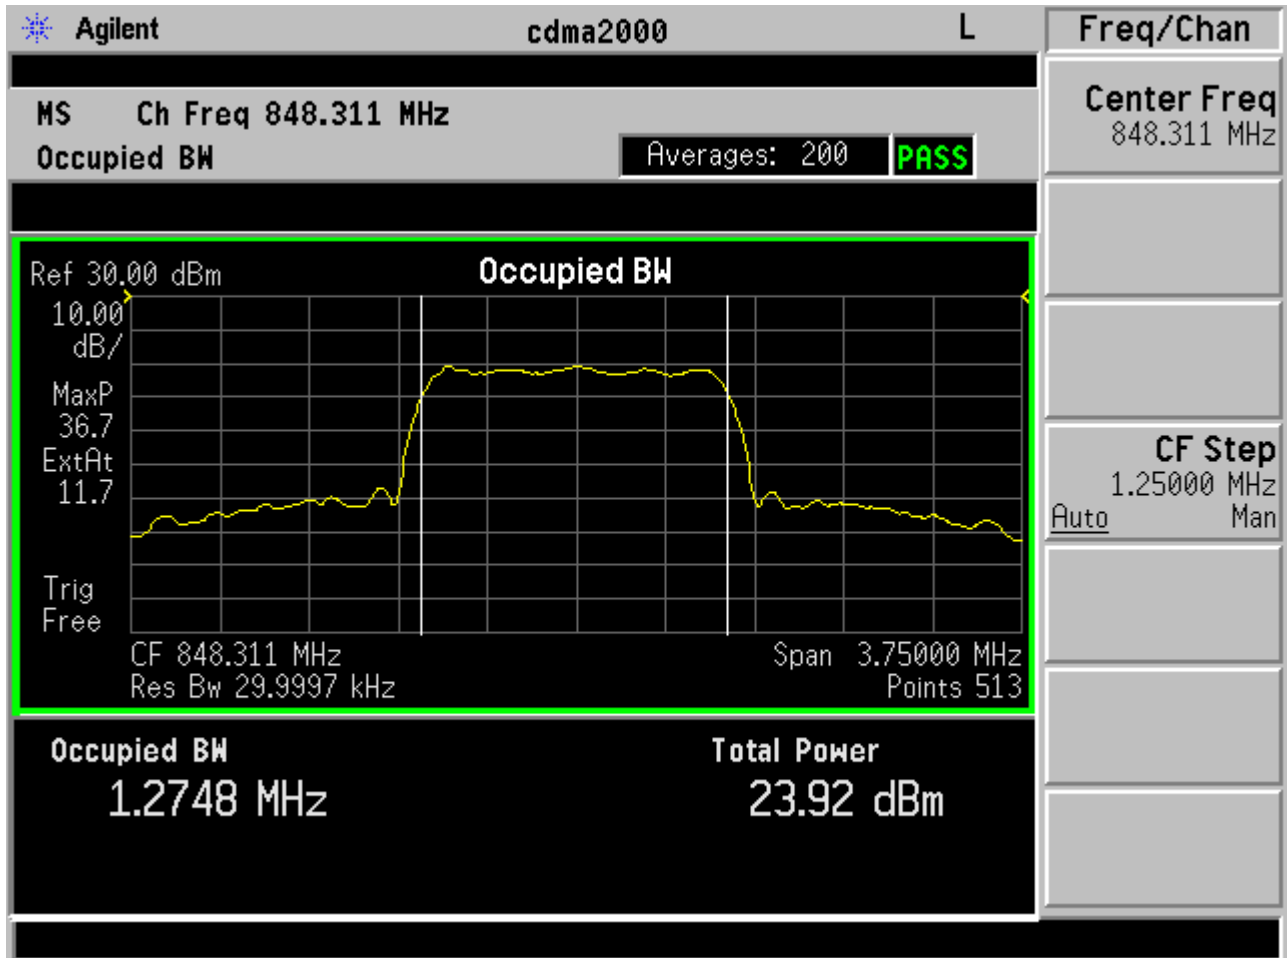 Agilent cdma2000 L Freq/Chan
MS Ch Freq 848.311 MHz
Occupied BW Averages: 200 PASS
Center Freq
848.311 MHz
Ref 30.00 dBm Occupied BW
10.00
dB/
MaxP
36.7
ExtAt
11.7
Trig
Free
CF 848.311 MHz Span 3.75000 MHz
Res Bw 29.9997 kHz Points 513
CF Step
1.25000 MHz
Auto Man
Occupied BW Total Power
1.2748 MHz 23.92 dBm